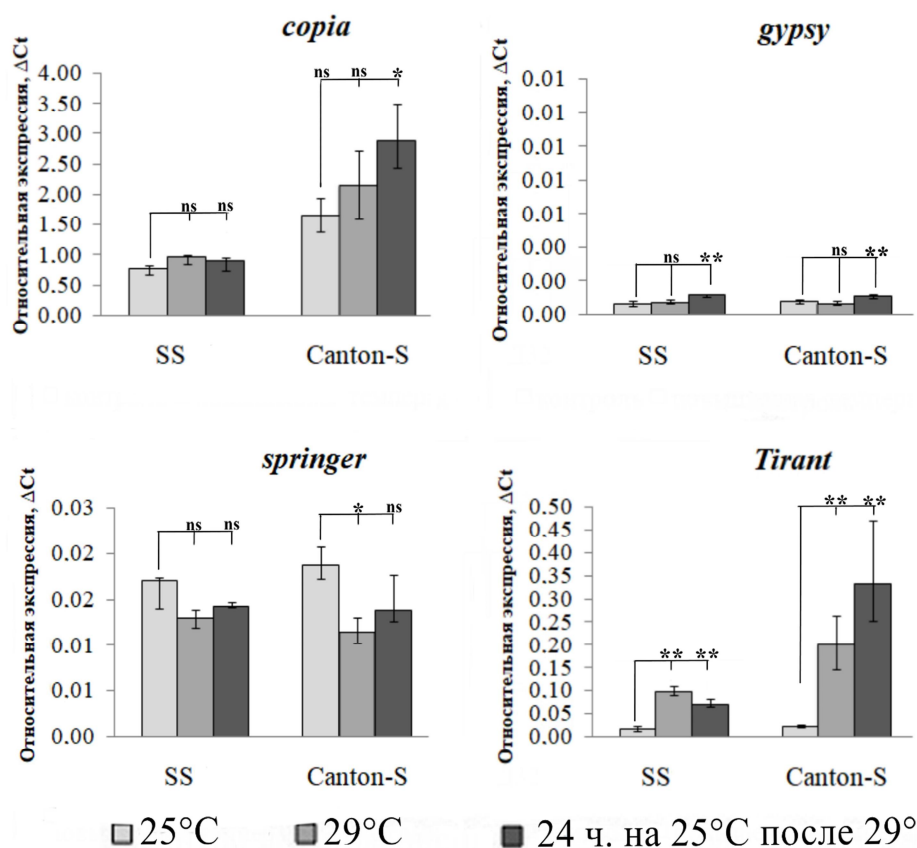 copia
Относительная экспрессия, ΔCt
4.00
3.50
3.00
2.50
2.00
1.50
1.00
0.50
0.00
ns ns
ns ns *
SS Canton-S
gypsy
Относительная экспрессия, ΔCt
0.01
0.01
0.01
0.01
0.01
0.00
0.00
0.00
ns **
ns **
SS Canton-S
springer
Относительная экспрессия, ΔCt
0.03
0.02
0.02
0.01
0.01
0.00
ns ns
* ns
SS Canton-S
Tirant
Относительная экспрессия, ΔCt
0.50
0.45
0.40
0.35
0.30
0.25
0.20
0.15
0.10
0.05
0.00
** **
** **
SS Canton-S
25°C 29°C 24 ч. на 25°C после 29°